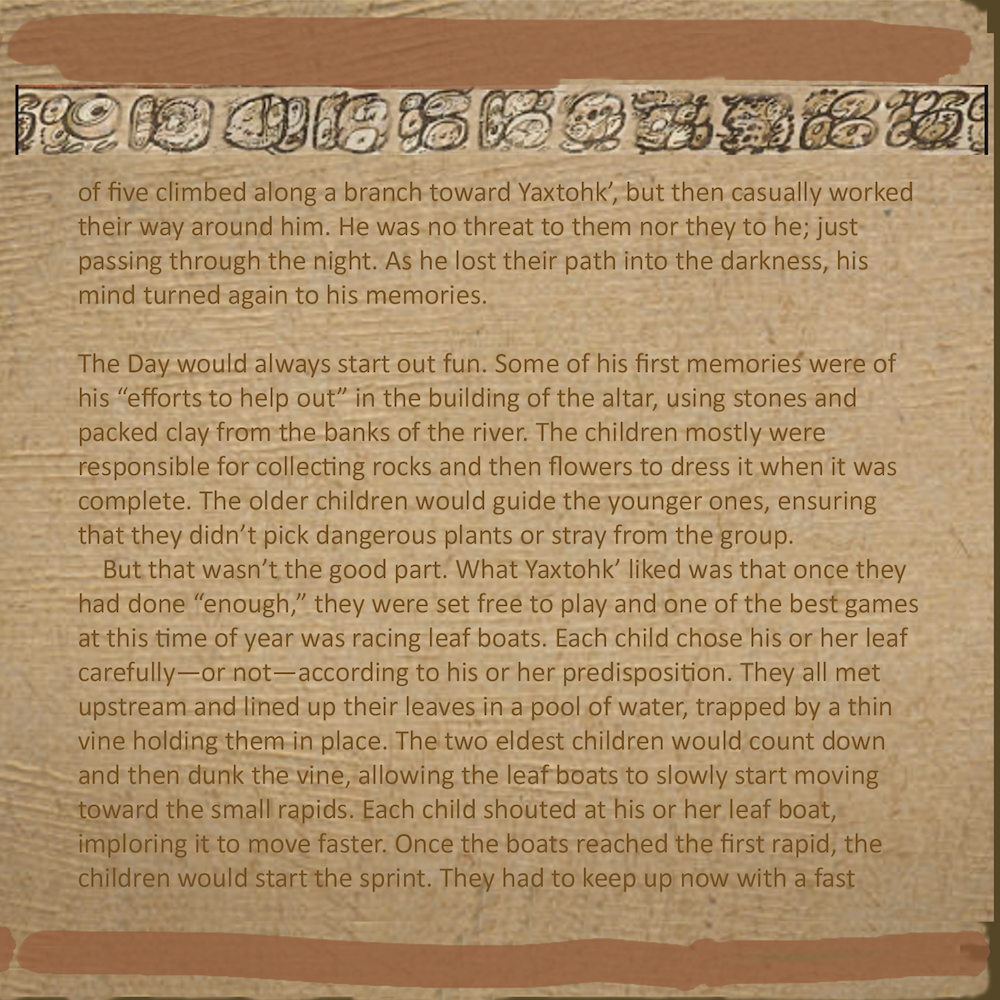 of five climbed along a branch toward Yaxtohk’, but then casually worked
their way around him. He was no threat to them nor they to he; just
passing through the night. As he lost their path into the darkness, his
mind turned again to his memories.
The Day would always start out fun. Some of his first memories were of
his “efforts to help out” in the building of the altar, using stones and
packed clay from the banks of the river. The children mostly were
responsible for collecting rocks and then flowers to dress it when it was
complete. The older children would guide the younger ones, ensuring
that they didn’t pick dangerous plants or stray from the group.
But that wasn’t the good part. What Yaxtohk’ liked was that once they
had done “enough,” they were set free to play and one of the best games
at this time of year was racing leaf boats. Each child chose his or her leaf
carefully—or not—according to his or her predisposition. They all met
upstream and lined up their leaves in a pool of water, trapped by a thin
vine holding them in place. The two eldest children would count down
and then dunk the vine, allowing the leaf boats to slowly start moving
toward the small rapids. Each child shouted at his or her leaf boat,
imploring it to move faster. Once the boats reached the first rapid, the
children would start the sprint. They had to keep up now with a fast